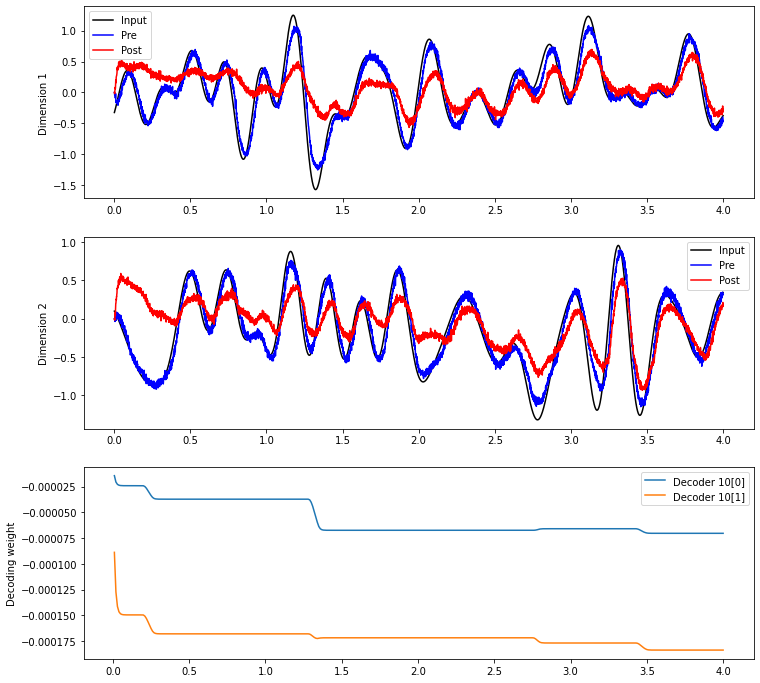 Dimension 1
1.0
0.5
0.0
−0.5
−1.0
−1.5
Input
Pre
Post
0.0 0.5 1.0 1.5 2.0 2.5 3.0 3.5 4.0
Dimension 2
1.0
0.5
0.0
−0.5
−1.0
Input
Pre
Post
0.0 0.5 1.0 1.5 2.0 2.5 3.0 3.5 4.0
Decoding weight
−0.000025
−0.000050
−0.000075
−0.000100
−0.000125
−0.000150
−0.000175
Decoder 10[0]
Decoder 10[1]
0.0 0.5 1.0 1.5 2.0 2.5 3.0 3.5 4.0